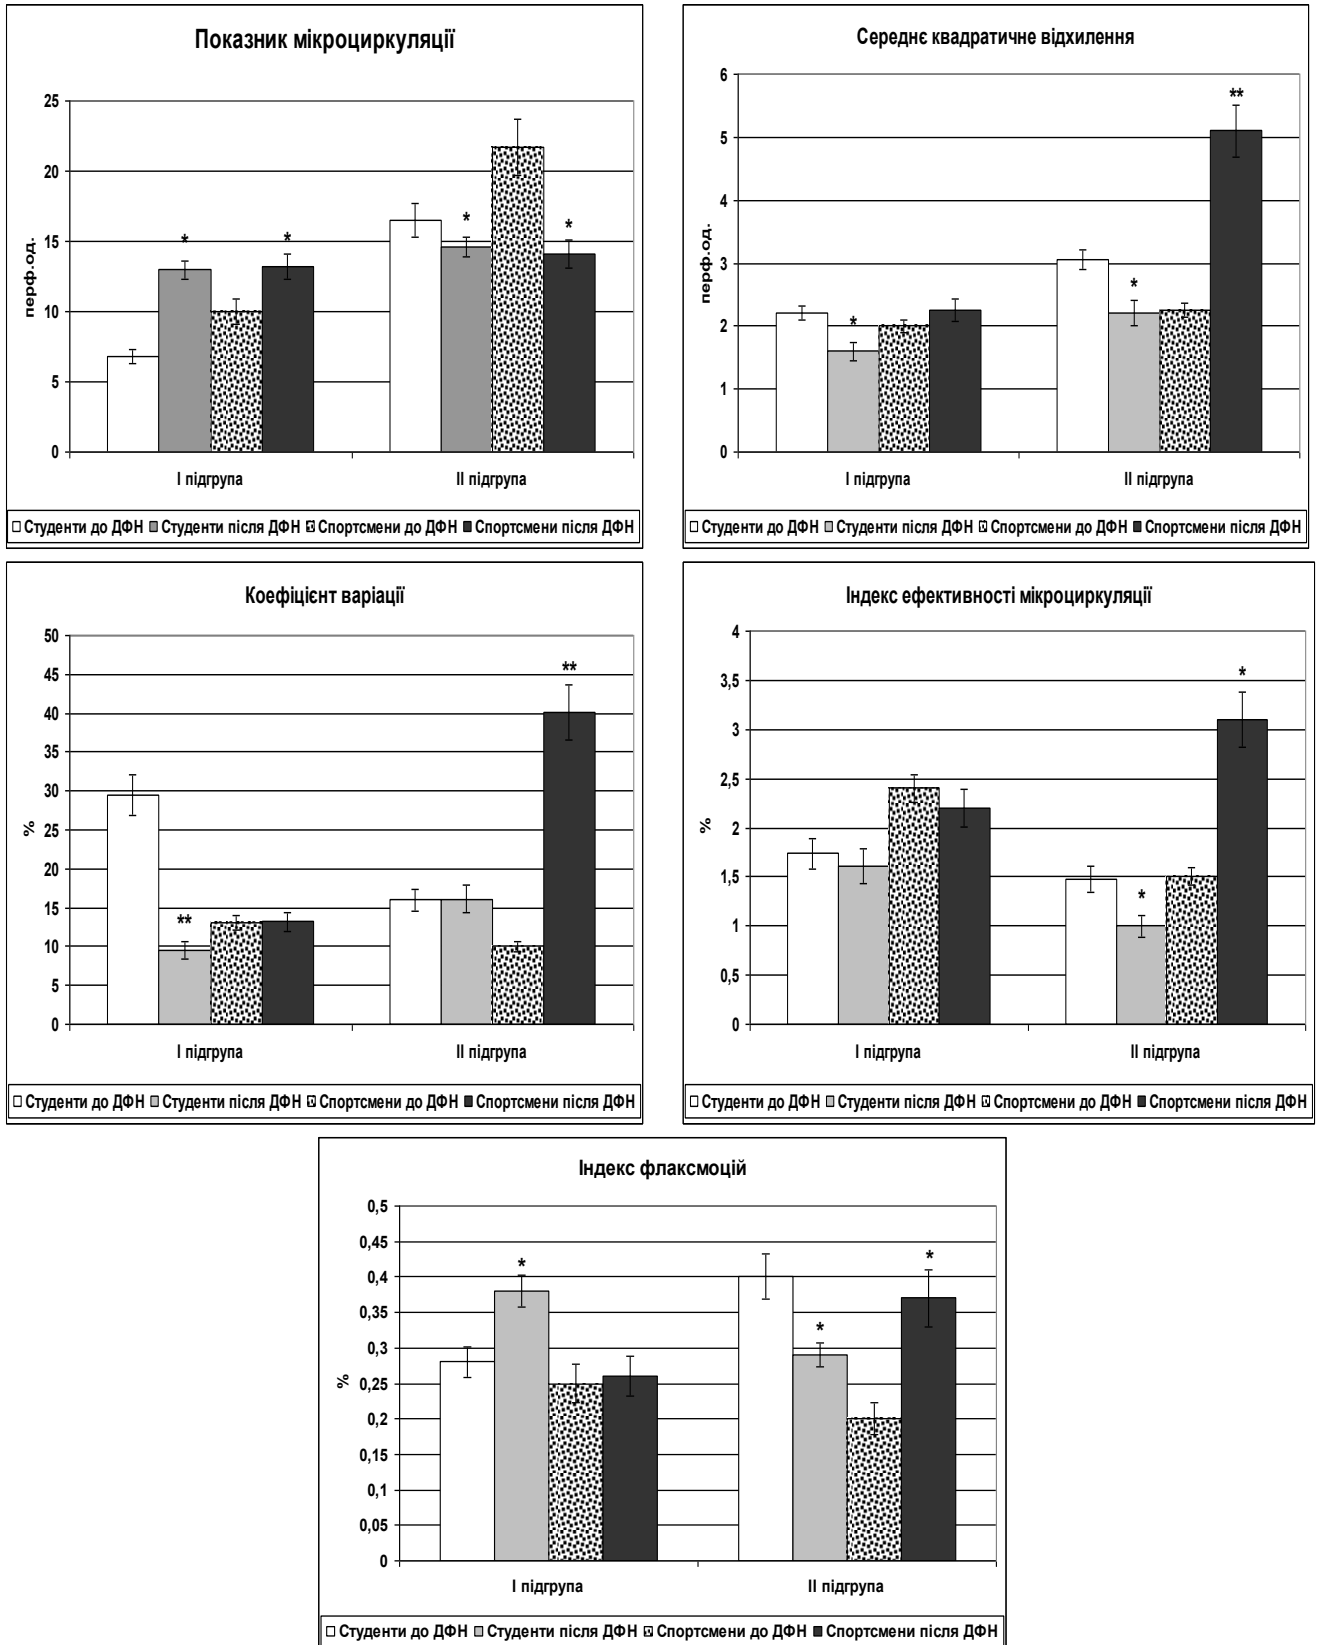 Показник мікроциркуляції
25
20
15
10
5
0
перф.од.
* * * *
І підгрупа ІІ підгрупа
Студенти до ДФН Студенти після ДФН Спортсмени до ДФН Спортсмени після ДФН
Середнє квадратичне відхилення
6
5
4
3
2
1
0
перф.од.
* * **
І підгрупа ІІ підгрупа
Студенти до ДФН Студенти після ДФН Спортсмени до ДФН Спортсмени після ДФН
Коефіцієнт варіації
50
45
40
35
30
25
20
15
10
5
0
%
** **
І підгрупа ІІ підгрупа
Студенти до ДФН Студенти після ДФН Спортсмени до ДФН Спортсмени після ДФН
Індекс ефективності мікроциркуляції
4
3,5
3
2,5
2
1,5
1
0,5
0
%
* *
І підгрупа ІІ підгрупа
Студенти до ДФН Студенти після ДФН Спортсмени до ДФН Спортсмени після ДФН
Індекс флаксмоцій
0,5
0,45
0,4
0,35
0,3
0,25
0,2
0,15
0,1
0,05
0
%
* * *
І підгрупа ІІ підгрупа
Студенти до ДФН Студенти після ДФН Спортсмени до ДФН Спортсмени після ДФН